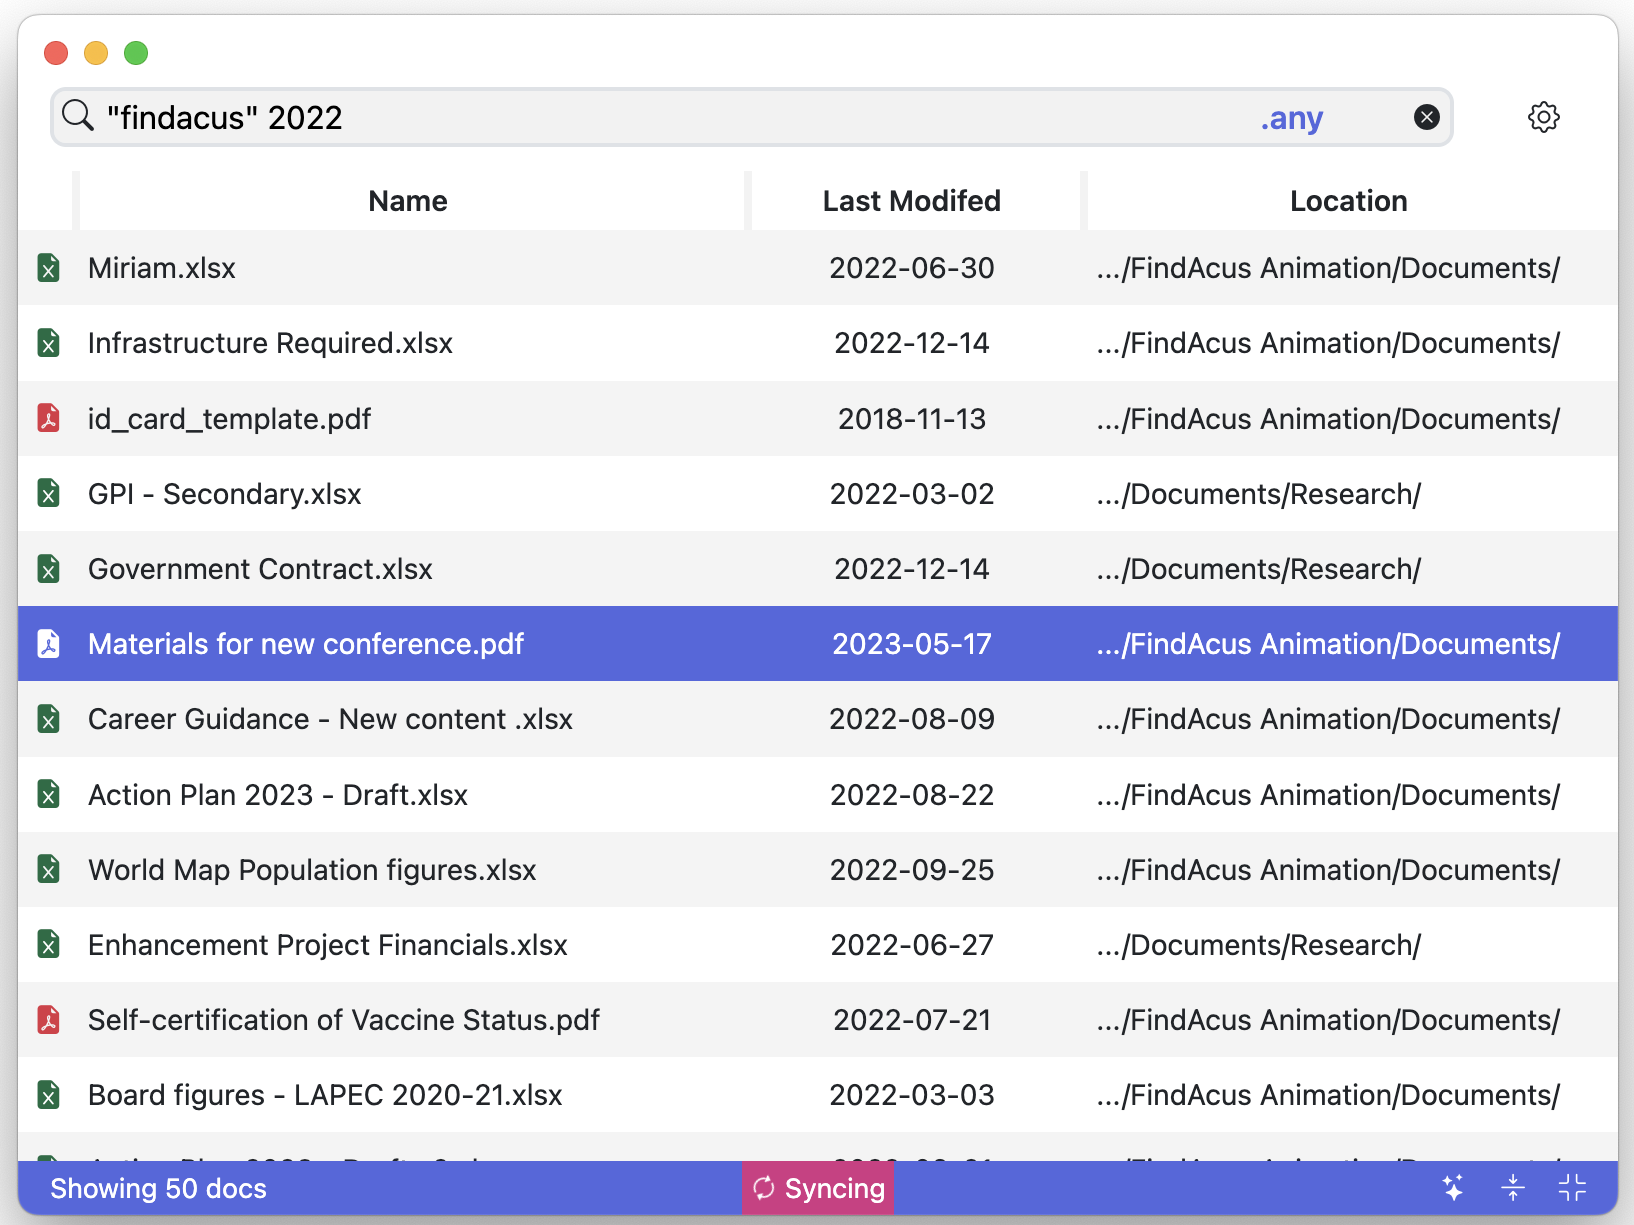 "findacus" 2022 .any
Name Last Modifed Location
Miriam.xlsx 2022-06-30 .../FindAcus Animation/Documents/
Infrastructure Required.xlsx 2022-12-14 .../FindAcus Animation/Documents/
id_card_template.pdf 2018-11-13 .../FindAcus Animation/Documents/
GPI - Secondary.xlsx 2022-03-02 .../Documents/Research/
Government Contract.xlsx 2022-12-14 .../Documents/Research/
Materials for new conference.pdf 2023-05-17 .../FindAcus Animation/Documents/
Career Guidance - New content .xlsx 2022-08-09 .../FindAcus Animation/Documents/
Action Plan 2023 - Draft.xlsx 2022-08-22 .../FindAcus Animation/Documents/
World Map Population figures.xlsx 2022-09-25 .../FindAcus Animation/Documents/
Enhancement Project Financials.xlsx 2022-06-27 .../Documents/Research/
Self-certification of Vaccine Status.pdf 2022-07-21 .../FindAcus Animation/Documents/
Board figures - LAPEC 2020-21.xlsx 2022-03-03 .../FindAcus Animation/Documents/
Showing 50 docs Syncing